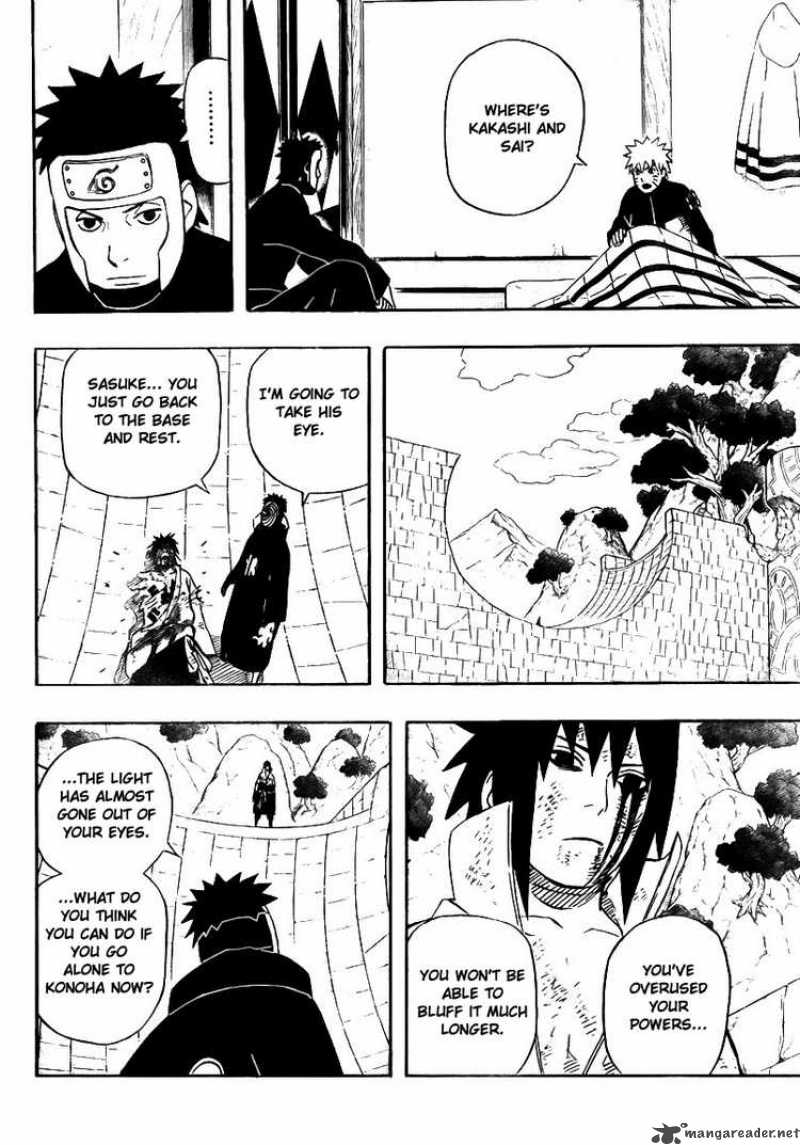 WHERE'S
KAKASHI AND
SAI?
.........
I'M GOING TO
TAKE HIS
EYE.
SASUKE... YOU
JUST GO BACK
TO THE BASE
AND REST.
YOU'VE
OVERUSED
YOUR
POWERS...
YOU WON'T BE
ABLE TO
BLUFF IT MUCH
LONGER.
...THE LIGHT
HAS ALMOST
GONE OUT OF
YOUR EYES.
...WHAT DO
YOU THINK
YOU CAN DO IF
YOU GO
ALONE TO
KONOHA NOW?
mangareader.net